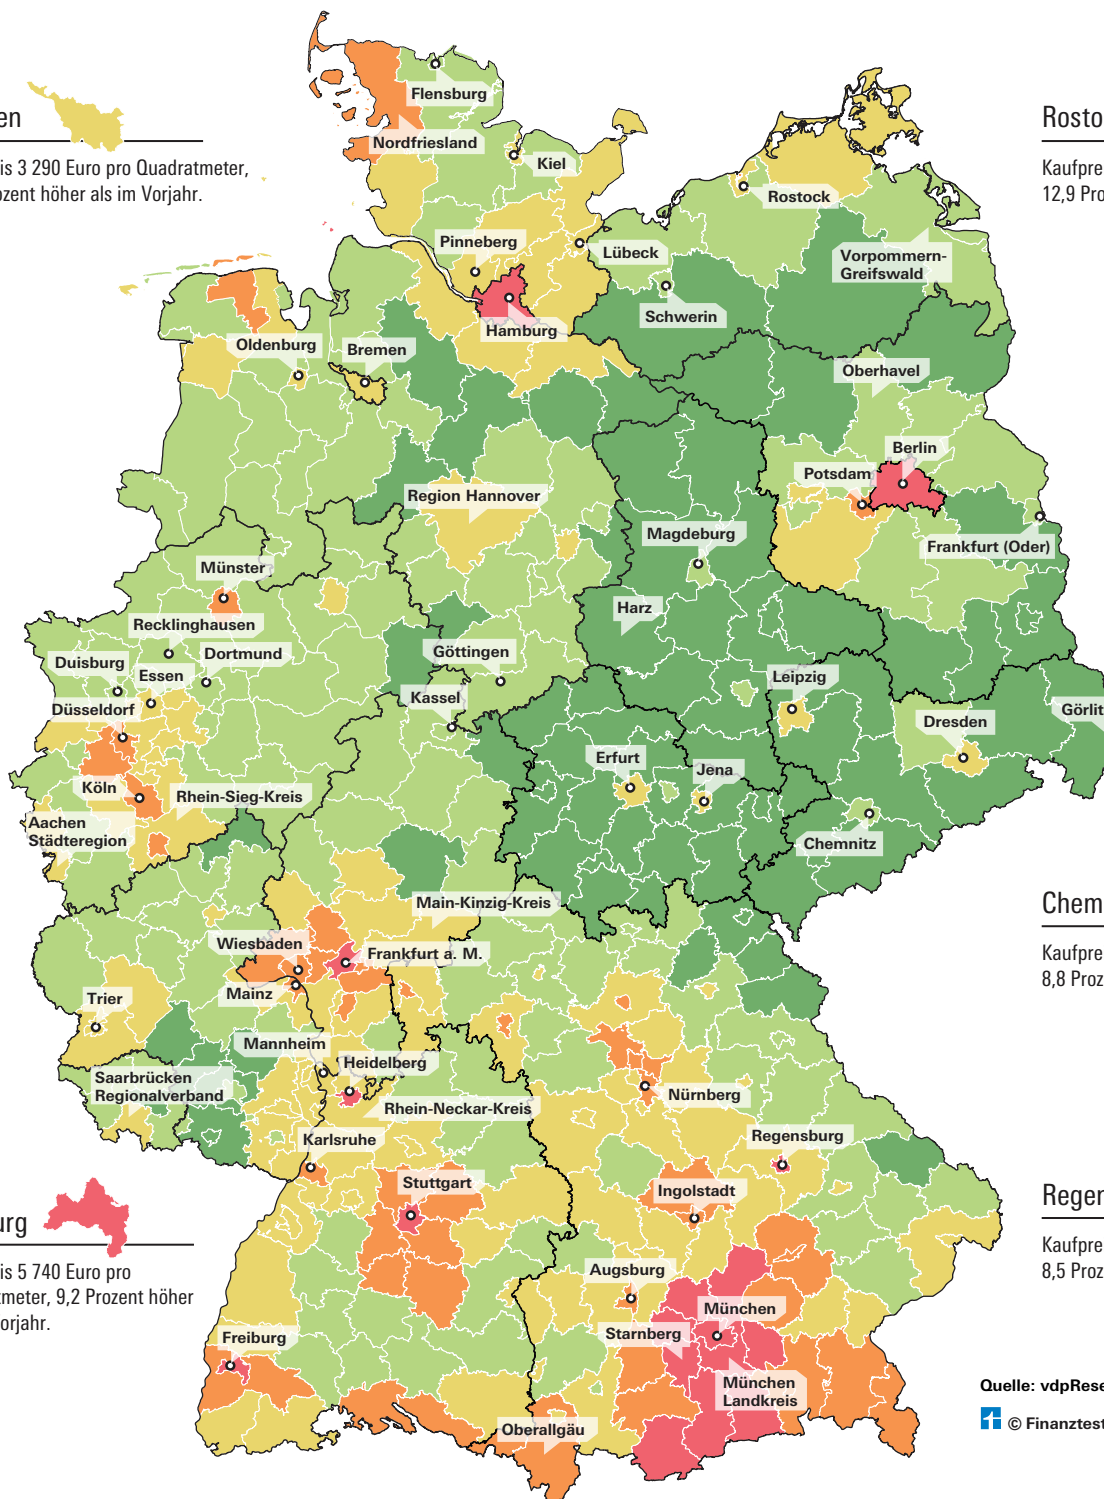 en
is 3 290 Euro pro Quadratmeter,
ozent höher als im Vorjahr.
Rosto
Kaufpre
12,9 Pro
Flensburg
Nordfriesland
Kiel
Rostock
Pinneberg
Lübeck
Vorpommern-
Greifswald
Schwerin
Hamburg
Oldenburg
Bremen
Oberhavel
Berlin
Potsdam
Region Hannover
Magdeburg
Frankfurt (Oder)
Münster
Harz
Recklinghausen
Dortmund
Göttingen
Duisburg
Essen
Leipzig
Kassel
Düsseldorf
Dresden
Görlit
Erfurt
Jena
Köln
Rhein-Sieg-Kreis
Aachen
Städteregion
Chemnitz
Main-Kinzig-Kreis
Chem
Kaufpre
8,8 Proz
Wiesbaden
Frankfurt a. M.
Mainz
Trier
Mannheim
Heidelberg
Saarbrücken
Regionalverband
Nürnberg
Rhein-Neckar-Kreis
Karlsruhe
Regensburg
Stuttgart
Ingolstadt
urg
is 5 740 Euro pro
tmeter, 9,2 Prozent höher
orjahr.
Regen
Kaufpre
8,5 Proz
Augsburg
München
Starnberg
Freiburg
München
Landkreis
Oberallgäu
Quelle: vdpRese
© Finanztest